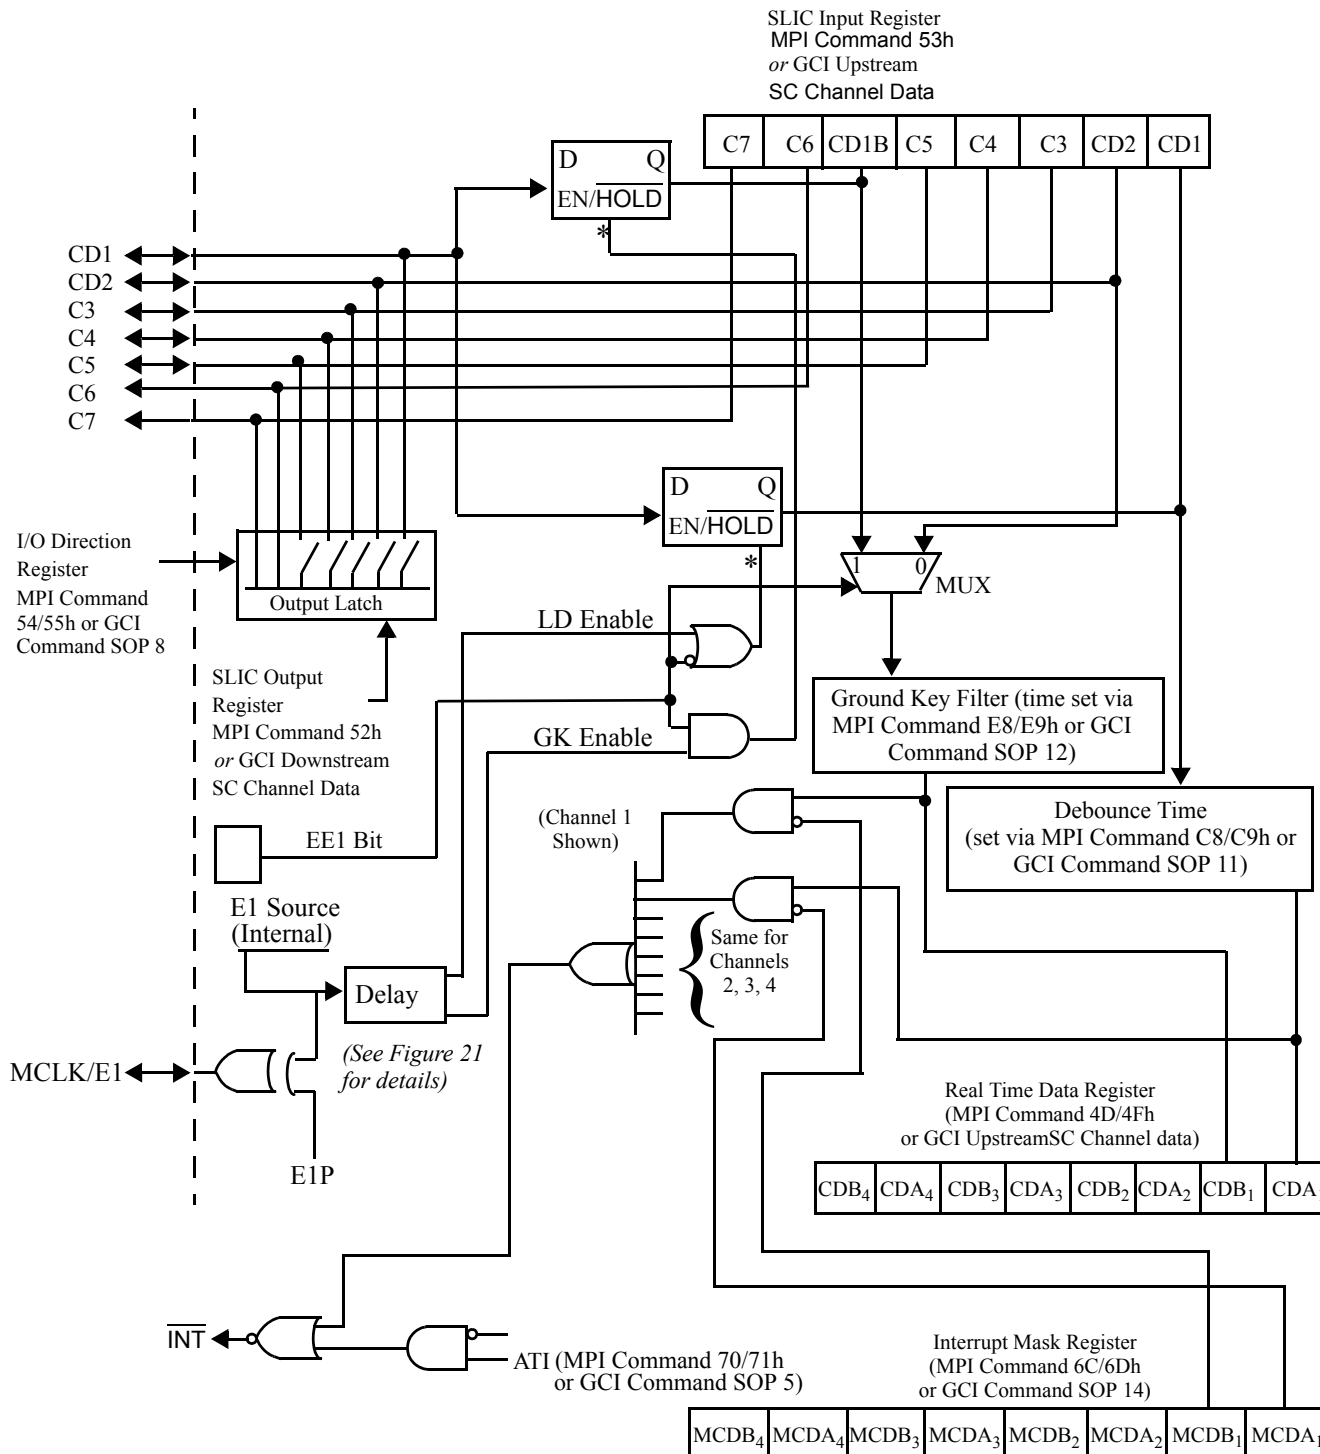 SLIC Input Register
MPI Command 53h
or GCI Upstream
SC Channel Data
C7 C6 CD1B C5 C4 C3 CD2 CD1
D Q
EN/HOLD
*
CD1
CD2
C3
C4
C5
C6
C7
D Q
EN/HOLD
*
I/O Direction
Register
MPI Command
54/55h or GCI
Command SOP 8
Output Latch
1 0
MUX
LD Enable
SLIC Output
Register
MPI Command 52h
or GCI Downstream
SC Channel Data
GK Enable
Ground Key Filter (time set via
MPI Command E8/E9h or GCI
Command SOP 12)
Debounce Time
(set via MPI Command C8/C9h or
GCI Command SOP 11)
(Channel 1
Shown)
EE1 Bit
E1 Source
(Internal)
Same for
Channels
2, 3, 4
{
Delay
(See Figure 21
for details)
MCLK/E1
E1P
Real Time Data Register
(MPI Command 4D/4Fh
or GCI UpstreamSC Channel data)
CDB4 CDA4 CDB3 CDA3 CDB2 CDA2 CDB1 CDA1
INT
ATI (MPI Command 70/71h
or GCI Command SOP 5)
Interrupt Mask Register
(MPI Command 6C/6Dh
or GCI Command SOP 14)
MCDB4 MCDA4 MCDB3 MCDA3 MCDB2 MCDA2 MCDB1 MCDA1